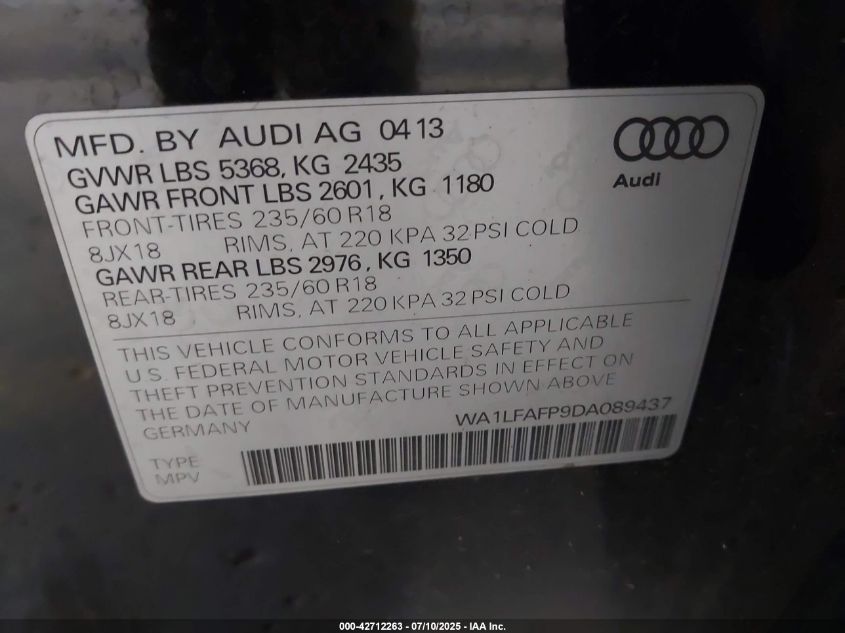 MFD. BY AUDI AG 04 13
GVWR LBS 5368, KG 2435
GAWR FRONT LBS 2601, KG 1180
FRONT-TIRES 235/60 R18
8JX18 RIMS, AT 220 KPA 32 PSI COLD
GAWR REAR LBS 2976, KG 1350
REAR-TIRES 235/60 R18
8JX18 RIMS, AT 220 KPA 32 PSI COLD
Audi
THIS VEHICLE CONFORMS TO ALL APPLICABLE
U.S. FEDERAL MOTOR VEHICLE SAFETY AND
THEFT PREVENTION STANDARDS IN EFFECT ON
THE DATE OF MANUFACTURE SHOWN ABOVE
GERMANY
WA1LFAFP9DA089437
TYPE
MPV
000-42712263 - 07/10/2025 - IAA Inc.